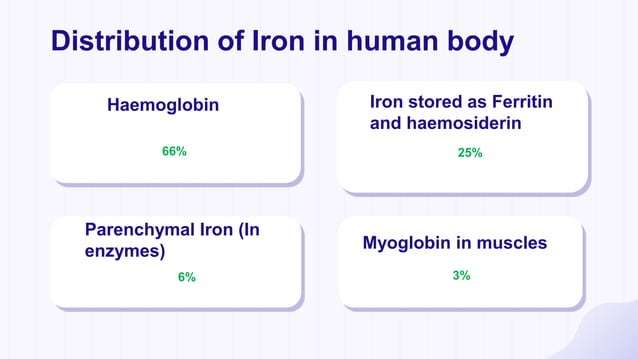 Distribution of Iron in human body
Haemoglobin
66%
Iron stored as Ferritin
and haemosiderin
25%
Parenchymal Iron (In
enzymes)
6%
Myoglobin in muscles
3%